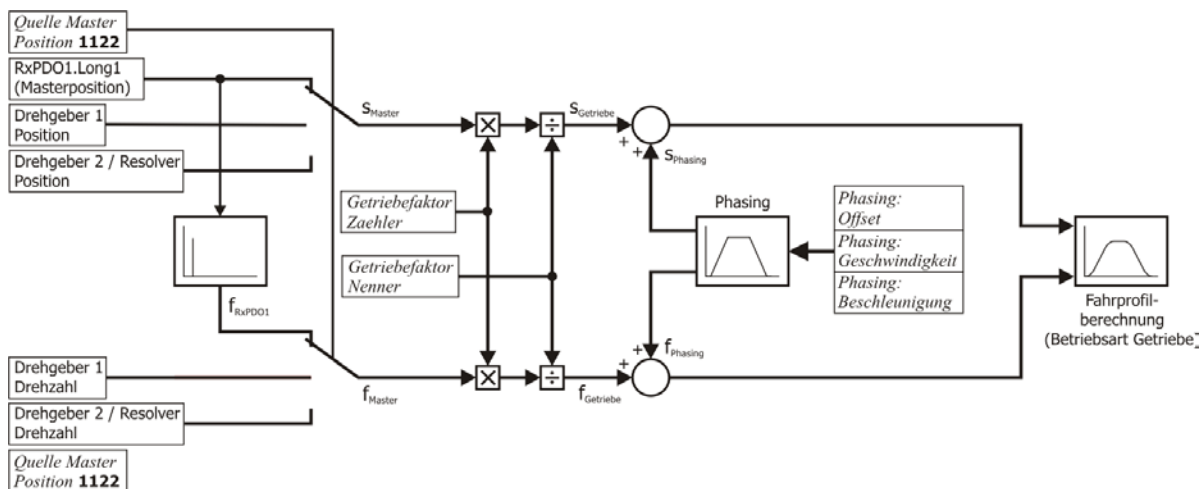 Quelle Master
Position 1122
RxPDO1.Long1
(Masterposition)
Drehgeber 1
Position
Drehgeber 2 / Resolver
Position
sMaster
sGetriebe
sPhasing
Getriebefaktor
Zaehler
Getriebefaktor
Nenner
Phasing
Phasing:
Offset
Phasing:
Geschwindigkeit
Phasing:
Beschleunigung
Fahrprofil-
berechnung
(Betriebsart Getriebe)
fRxPDO1
fPhasing
Drehgeber 1
Drehzahl
fMaster
fGetriebe
Drehgeber 2 / Resolver
Drehzahl
Quelle Master
Position 1122